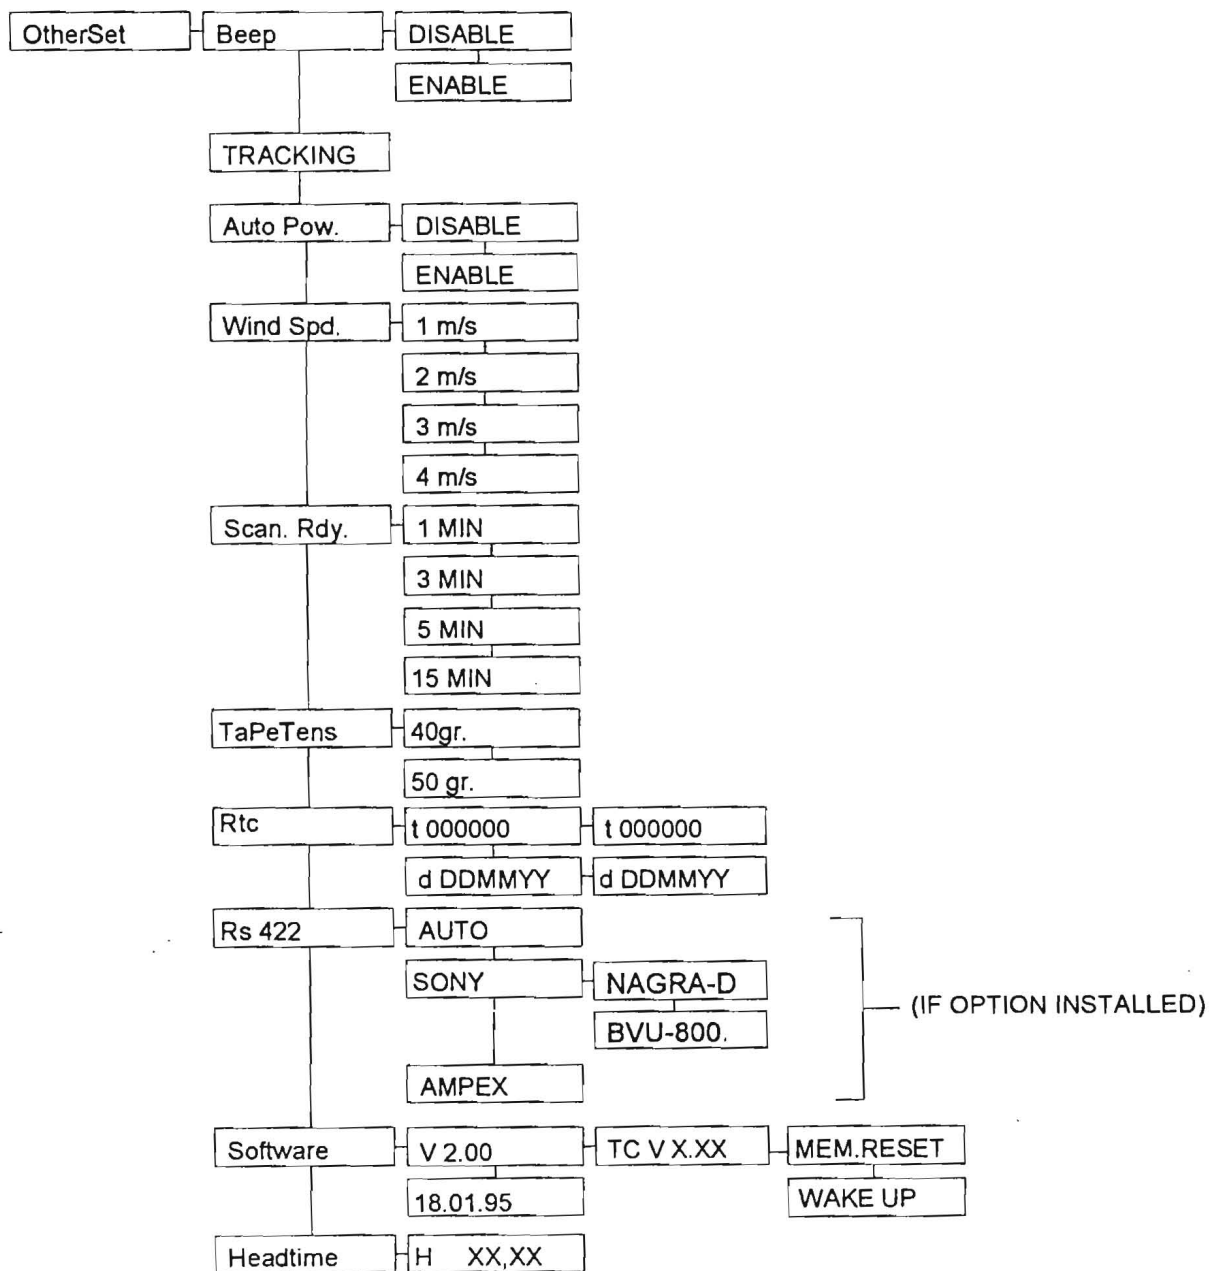 OtherSet Beep DISABLE
ENABLE
TRACKING
Auto Pow. DISABLE
ENABLE
Wind Spd. 1 m/s
2 m/s
3 m/s
4 m/s
Scan. Rdy. 1 MIN
3 MIN
5 MIN
15 MIN
TaPeTens 40gr.
50 gr.
Rtc t 000000 t 000000
d DDMMYY d DDMMYY
Rs 422 AUTO
SONY NAGRA-D
BVU-800.
(IF OPTION INSTALLED)
AMPEX
Software V 2.00 TC V X.XX MEM.RESET
18.01.95 WAKE UP
Headtime H XX,XX